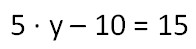 5 · y – 10 = 15